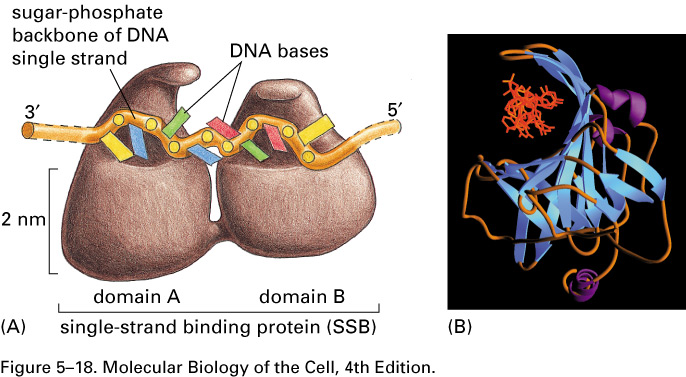 sugar-phosphate
backbone of DNA
single strand
DNA bases
3′
5′
2 nm
domain A
domain B
(A)
single-strand binding protein (SSB)
(B)
Figure 5–18. Molecular Biology of the Cell, 4th Edition.